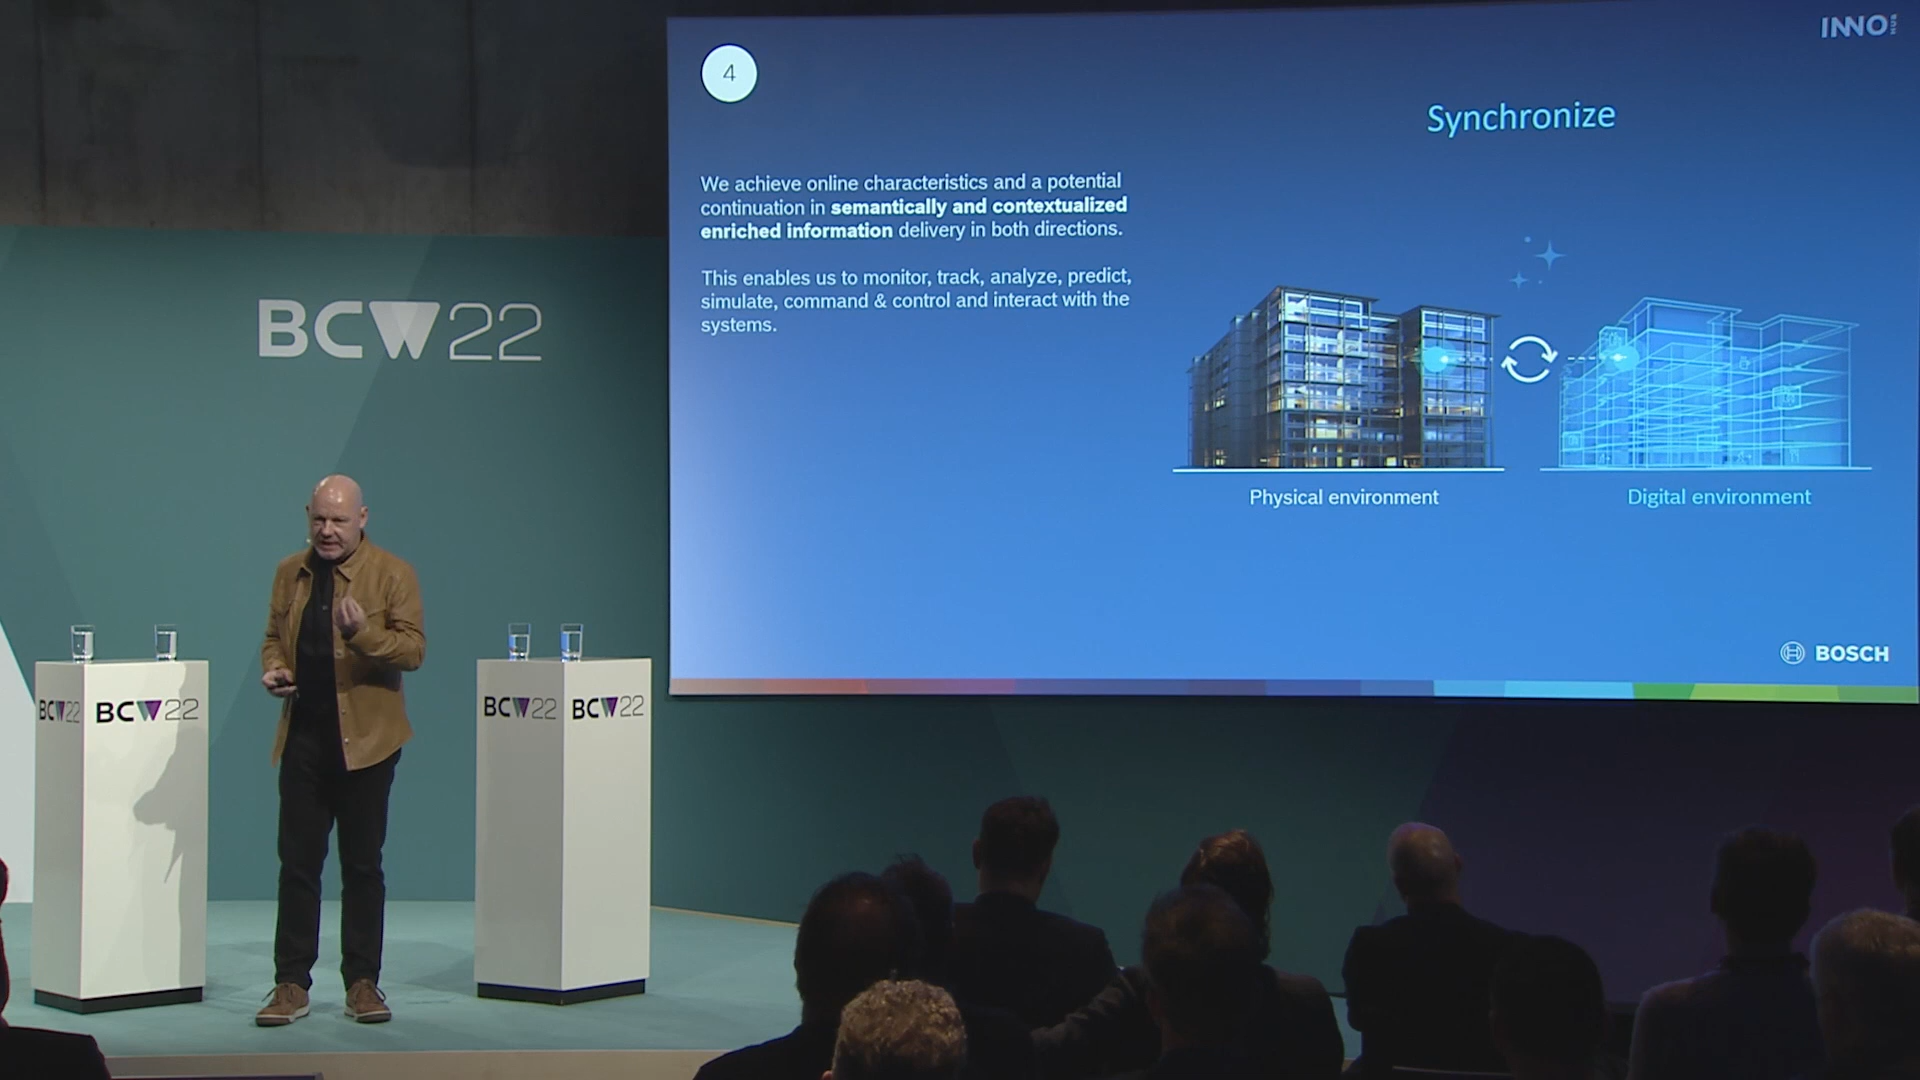 INNO HUB
4
Synchronize
We achieve online characteristics and a potential
continuation in semantically and contextualized
enriched information delivery in both directions.
This enables us to monitor, track, analyze, predict,
simulate, command & control and interact with the
systems.
Physical environment
Digital environment
BOSCH
BCW22
BCW22
BCW22
BCW22
BCW22